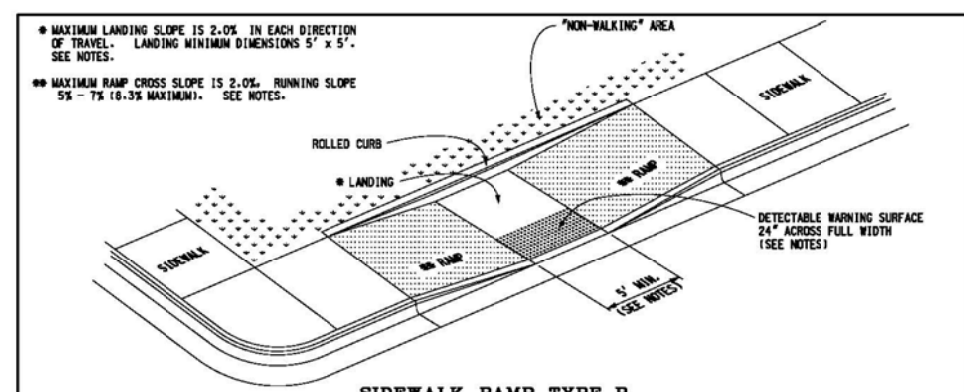 * MAXIMUM LANDING SLOPE IS 2.0% IN EACH DIRECTION
OF TRAVEL. LANDING MINIMUM DIMENSIONS 5' x 5'.
SEE NOTES.
** MAXIMUM RAMP CROSS SLOPE IS 2.0%, RUNNING SLOPE
5% - 7% (8.3% MAXIMUM). SEE NOTES.
"NON-WALKING" AREA
SIDEWALK
ROLLED CURB
* LANDING
** RAMP
DETECTABLE WARNING SURFACE
24" ACROSS FULL WIDTH
(SEE NOTES)
SIDEWALK
** RAMP
5' MIN.
(SEE NOTES)